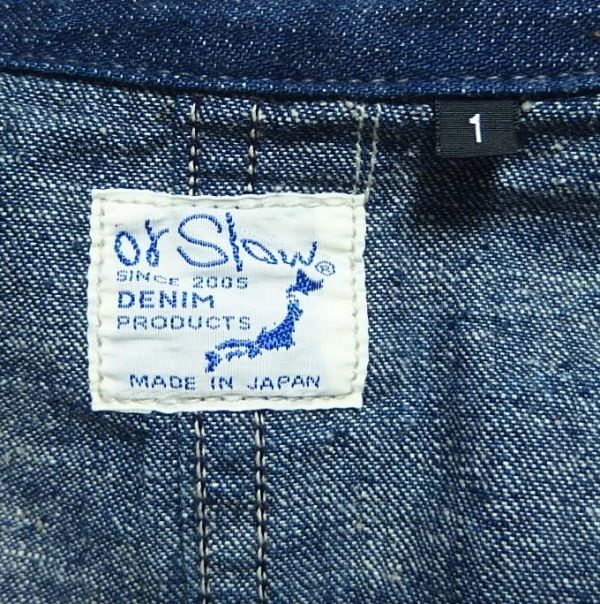 1
or Slow®
SINCE 2005
DENIM
PRODUCTS
MADE IN JAPAN